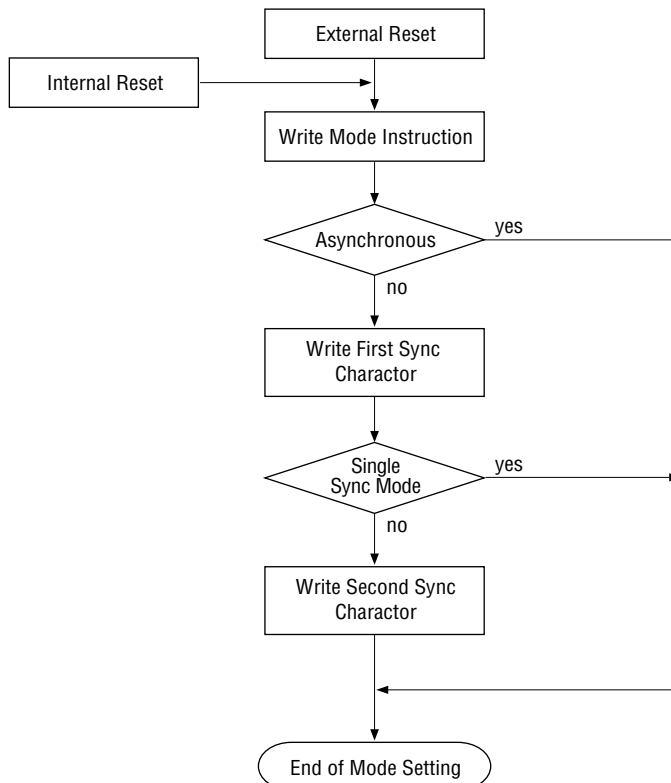 External Reset
Internal Reset
Write Mode Instruction
Asynchronous
yes
no
Write First Sync
Charactor
Single
Sync Mode
yes
no
Write Second Sync
Charactor
End of Mode Setting